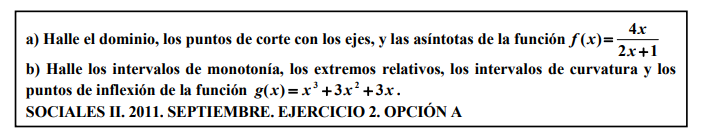 a) Halle el dominio, los puntos de corte con los ejes, y las asíntotas de la función f(x)=4x/(2x+1)
b) Halle los intervalos de monotonía, los extremos relativos, los intervalos de curvatura y los
puntos de inflexión de la función g(x)=x³+3x²+3x.
SOCIALES II. 2011. SEPTIEMBRE. EJERCICIO 2. OPCIÓN A